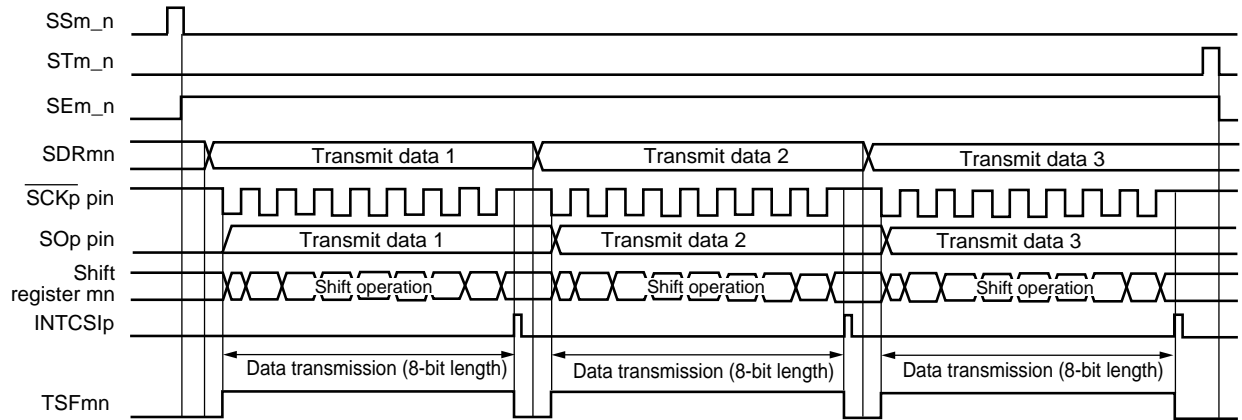 SSm_n
STm_n
SEm_n
SDRmn Transmit data 1 Transmit data 2 Transmit data 3
SCKp pin
SOp pin Transmit data 1 Transmit data 2 Transmit data 3
Shift
register mn Shift operation Shift operation Shift operation
INTCSIp
Data transmission (8-bit length) Data transmission (8-bit length) Data transmission (8-bit length)
TSFmn